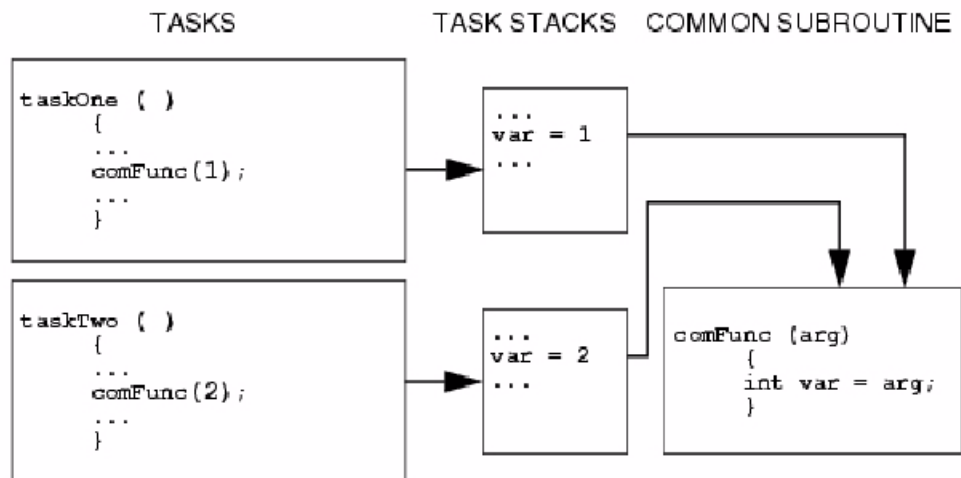 TASKS
TASK STACKS
COMMON SUBROUTINE
taskOne ( )
{
...
comFunc(1);
...
}
...
var = 1
...
taskTwo ( )
{
...
comFunc(2);
...
}
...
var = 2
...
comFunc (arg)
{
int var = arg;
}